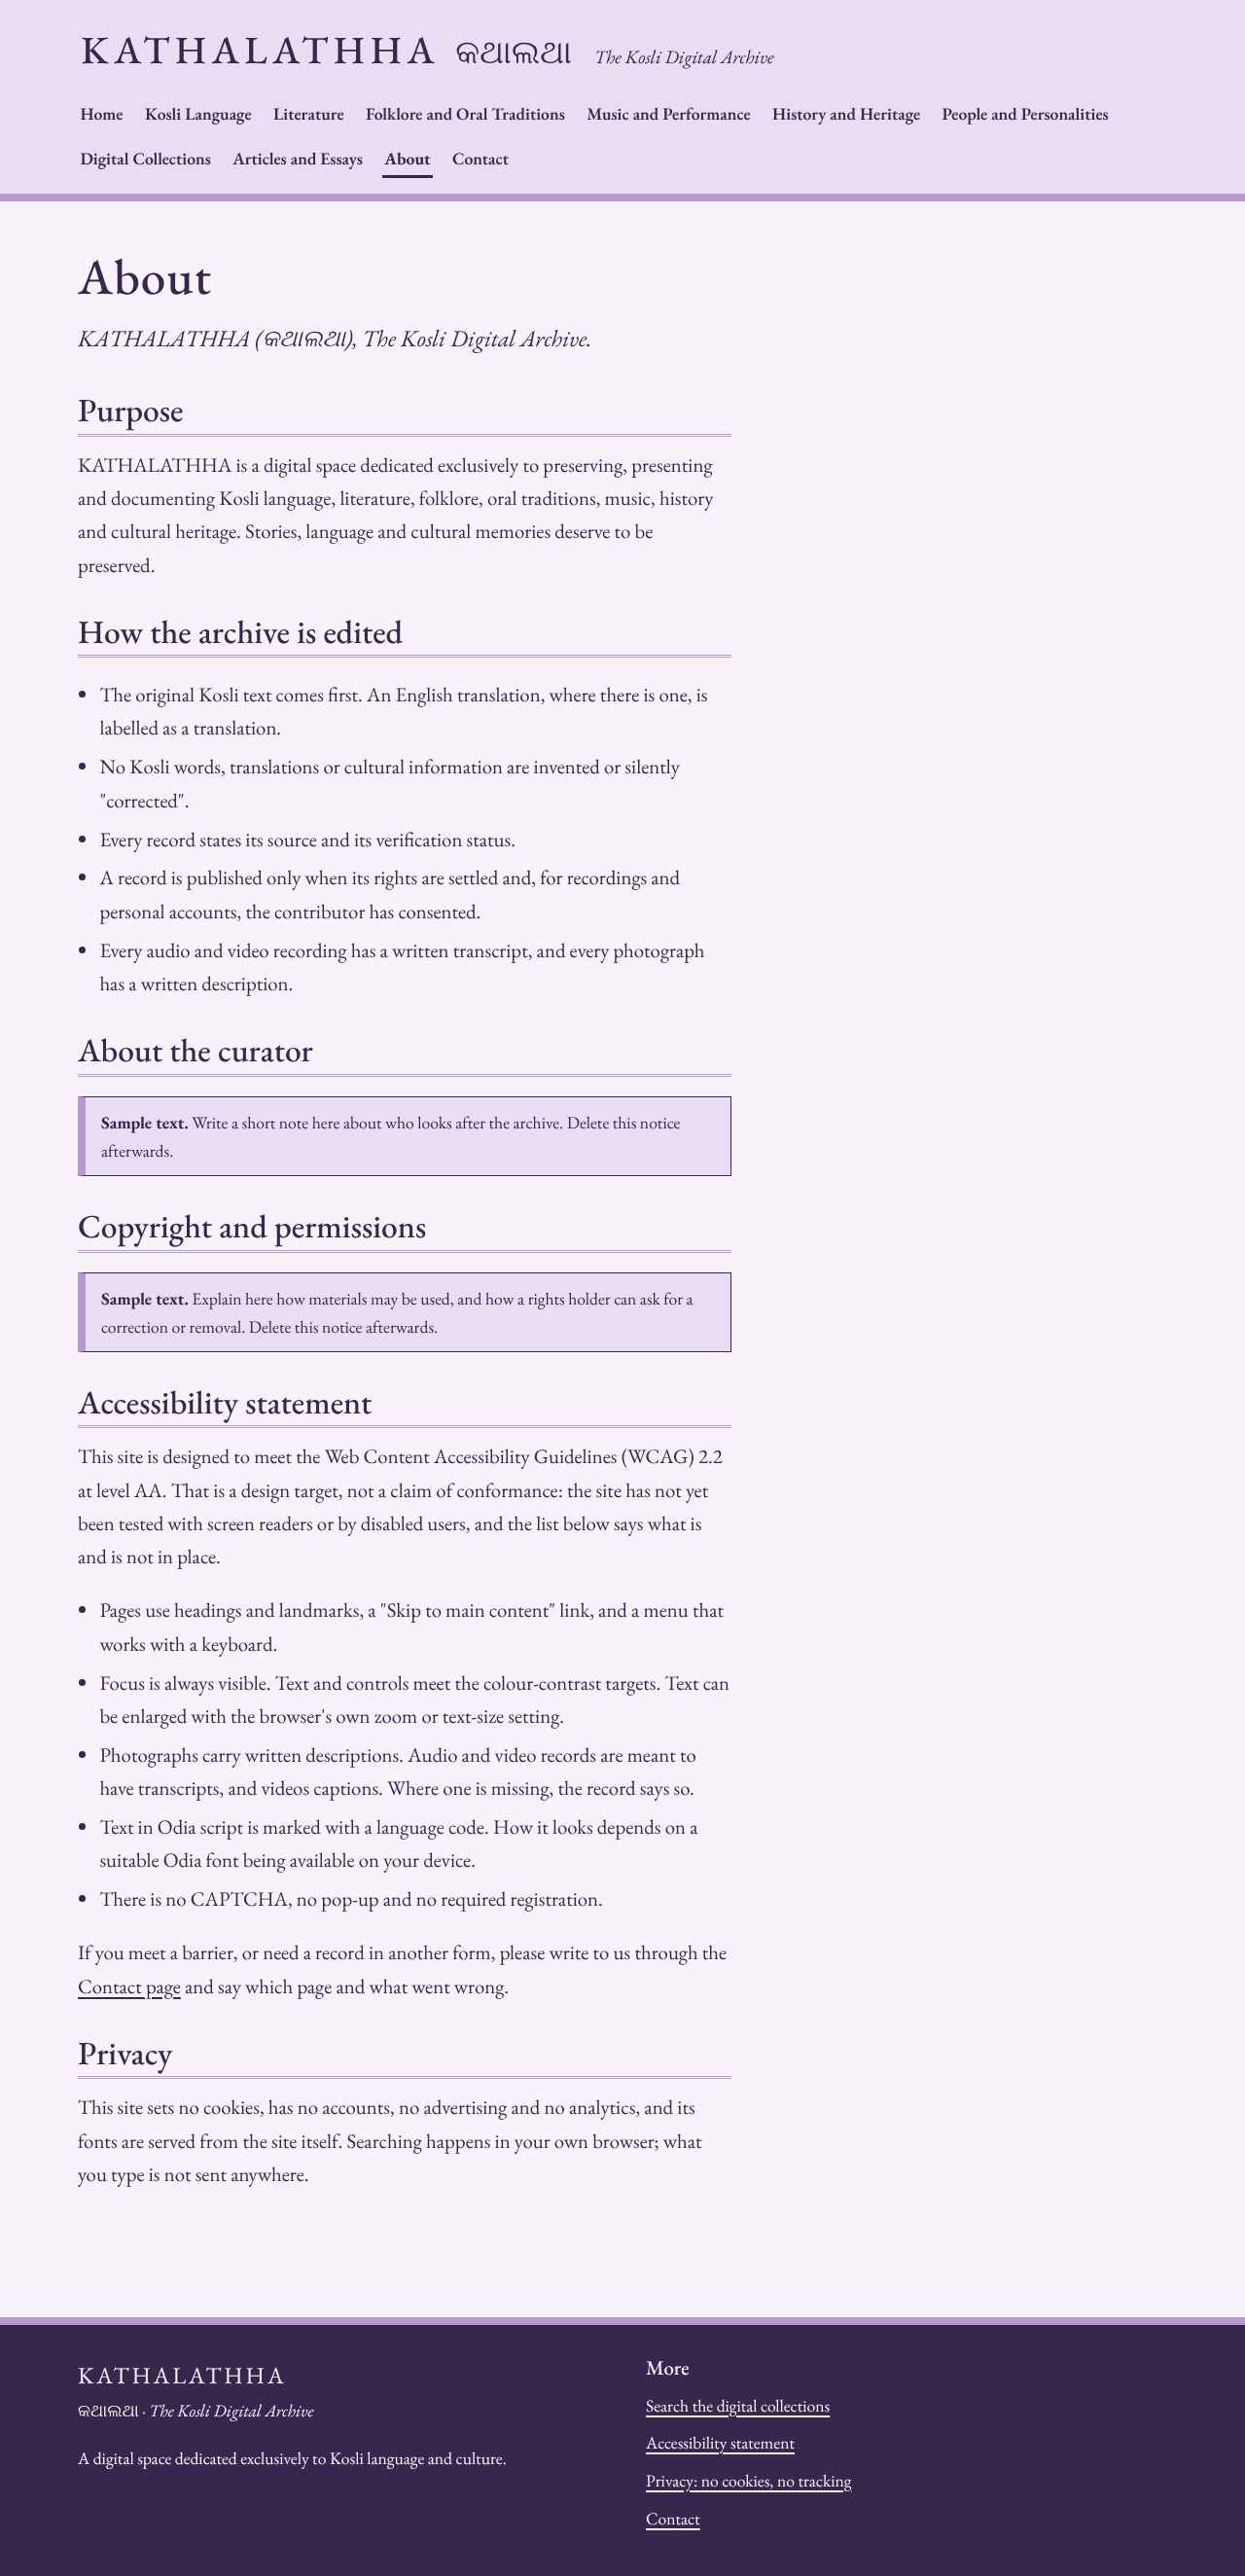 KATHALATHHA କଥାଲଥା The Kosli Digital Archive
Home Kosli Language Literature Folklore and Oral Traditions Music and Performance History and Heritage People and Personalities
Digital Collections Articles and Essays About Contact
About
KATHALATHHA (କଥାଲଥା), The Kosli Digital Archive.
Purpose
KATHALATHHA is a digital space dedicated exclusively to preserving, presenting
and documenting Kosli language, literature, folklore, oral traditions, music, history
and cultural heritage. Stories, language and cultural memories deserve to be
preserved.
How the archive is edited
• The original Kosli text comes first. An English translation, where there is one, is
labelled as a translation.
• No Kosli words, translations or cultural information are invented or silently
"corrected".
• Every record states its source and its verification status.
• A record is published only when its rights are settled and, for recordings and
personal accounts, the contributor has consented.
• Every audio and video recording has a written transcript, and every photograph
has a written description.
About the curator
Sample text. Write a short note here about who looks after the archive. Delete this notice
afterwards.
Copyright and permissions
Sample text. Explain here how materials may be used, and how a rights holder can ask for a
correction or removal. Delete this notice afterwards.
Accessibility statement
This site is designed to meet the Web Content Accessibility Guidelines (WCAG) 2.2
at level AA. That is a design target, not a claim of conformance: the site has not yet
been tested with screen readers or by disabled users, and the list below says what is
and is not in place.
• Pages use headings and landmarks, a "Skip to main content" link, and a menu that
works with a keyboard.
• Focus is always visible. Text and controls meet the colour-contrast targets. Text can
be enlarged with the browser's own zoom or text-size setting.
• Photographs carry written descriptions. Audio and video records are meant to
have transcripts, and videos captions. Where one is missing, the record says so.
• Text in Odia script is marked with a language code. How it looks depends on a
suitable Odia font being available on your device.
• There is no CAPTCHA, no pop-up and no required registration.
If you meet a barrier, or need a record in another form, please write to us through the
Contact page and say which page and what went wrong.
Privacy
This site sets no cookies, has no accounts, no advertising and no analytics, and its
fonts are served from the site itself. Searching happens in your own browser; what
you type is not sent anywhere.
KATHALATHHA
କଥାଲଥା · The Kosli Digital Archive
A digital space dedicated exclusively to Kosli language and culture.
More
Search the digital collections
Accessibility statement
Privacy: no cookies, no tracking
Contact